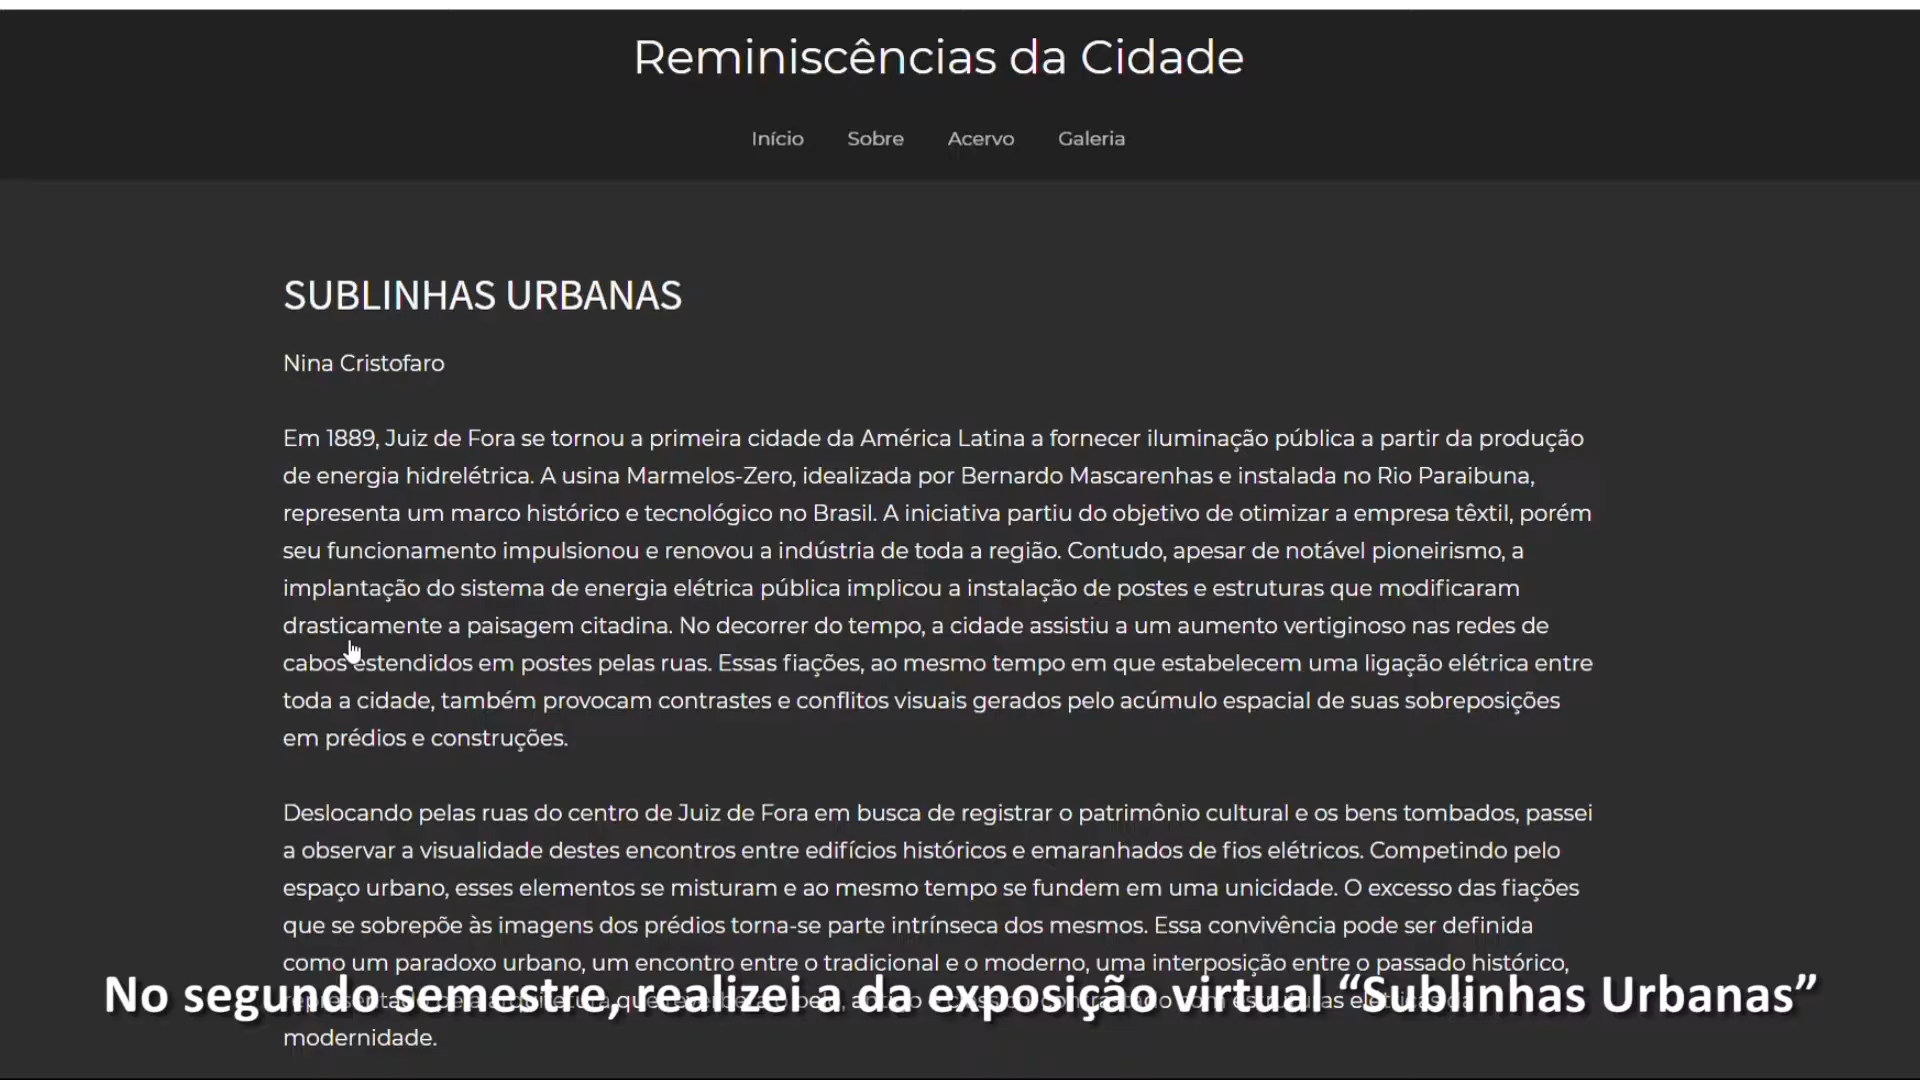 Reminiscências da Cidade
Início Sobre Acervo Galeria
SUBLINHAS URBANAS
Nina Cristofaro
Em 1889, Juiz de Fora se tornou a primeira cidade da América Latina a fornecer iluminação pública a partir da produção
de energia hidrelétrica. A usina Marmelos-Zero, idealizada por Bernardo Mascarenhas e instalada no Rio Paraibuna,
representa um marco histórico e tecnológico no Brasil. A iniciativa partiu do objetivo de otimizar a empresa têxtil, porém
seu funcionamento impulsionou e renovou a indústria de toda a região. Contudo, apesar de notável pioneirismo, a
implantação do sistema de energia elétrica pública implicou a instalação de postes e estruturas que modificaram
drasticamente a paisagem citadina. No decorrer do tempo, a cidade assistiu a um aumento vertiginoso nas redes de
cabos estendidos em postes pelas ruas. Essas fiações, ao mesmo tempo em que estabelecem uma ligação elétrica entre
toda a cidade, também provocam contrastes e conflitos visuais gerados pelo acúmulo espacial de suas sobreposições
em prédios e construções.
Deslocando pelas ruas do centro de Juiz de Fora em busca de registrar o patrimônio cultural e os bens tombados, passei
a observar a visualidade destes encontros entre edifícios históricos e emaranhados de fios elétricos. Competindo pelo
espaço urbano, esses elementos se misturam e ao mesmo tempo se fundem em uma unicidade. O excesso das fiações
que se sobrepõe às imagens dos prédios torna-se parte intrínseca dos mesmos. Essa convivência pode ser definida
como um paradoxo urbano, um encontro entre o tradicional e o moderno, uma interposição entre o passado histórico,
No segundo semestre, realizei a da exposição virtual “Sublinhas Urbanas”
modernidade.